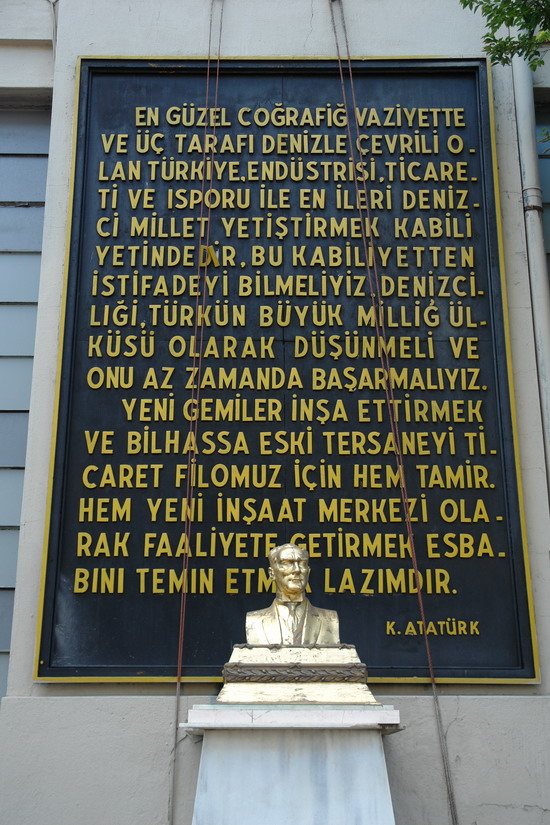 EN GÜZEL COĞRAFİĞ VAZİYETTE
VE ÜÇ TARAFI DENİZLE ÇEVRİLİ O-
LAN TÜRKİYE, ENDÜSTRİSİ, TİCARE-
Tİ VE ISPORU İLE EN İLERİ DENİZ-
Cİ MİLLET YETİŞTİRMEK KABİLİ
YETİNDEDİR, BU KABİLİYETTEN
İSTİFADEYİ BİLMELİYİZ DENİZCİ-
LIĞI, TÜRKÜN BÜYÜK MİLLİĞ ÜL-
KÜSÜ OLARAK DÜŞÜNMELİ VE
ONU AZ ZAMANDA BAŞARMALIYIZ.
YENİ GEMİLER İNŞA ETTİRMEK
VE BİLHASSA ESKİ TERSANEYİ Tİ-
CARET FİLOMUZ İÇİN HEM TAMİR.
HEM YENİ İNŞAAT MERKEZİ OLA-
RAK FAALİYETE GETİRMEK ESBA-
BINI TEMIN ETMEK LAZIMDIR.
K. ATATÜRK